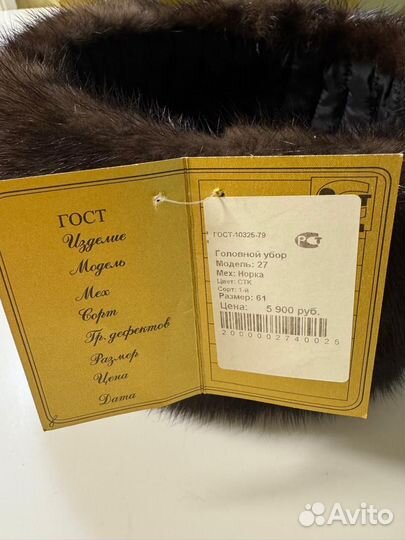 ГОСТ
Изделие
Модель
Мех
Сорт
Гр. дефектов
Размер
Цена
Дата
ГОСТ-10325-79
РСТ
Головной убор
Модель: 27
Мех: Норка
Цвет: СТК
Сорт: 1-й
Размер: 61
Цена: 5 900 руб.
2000002740025
Avito